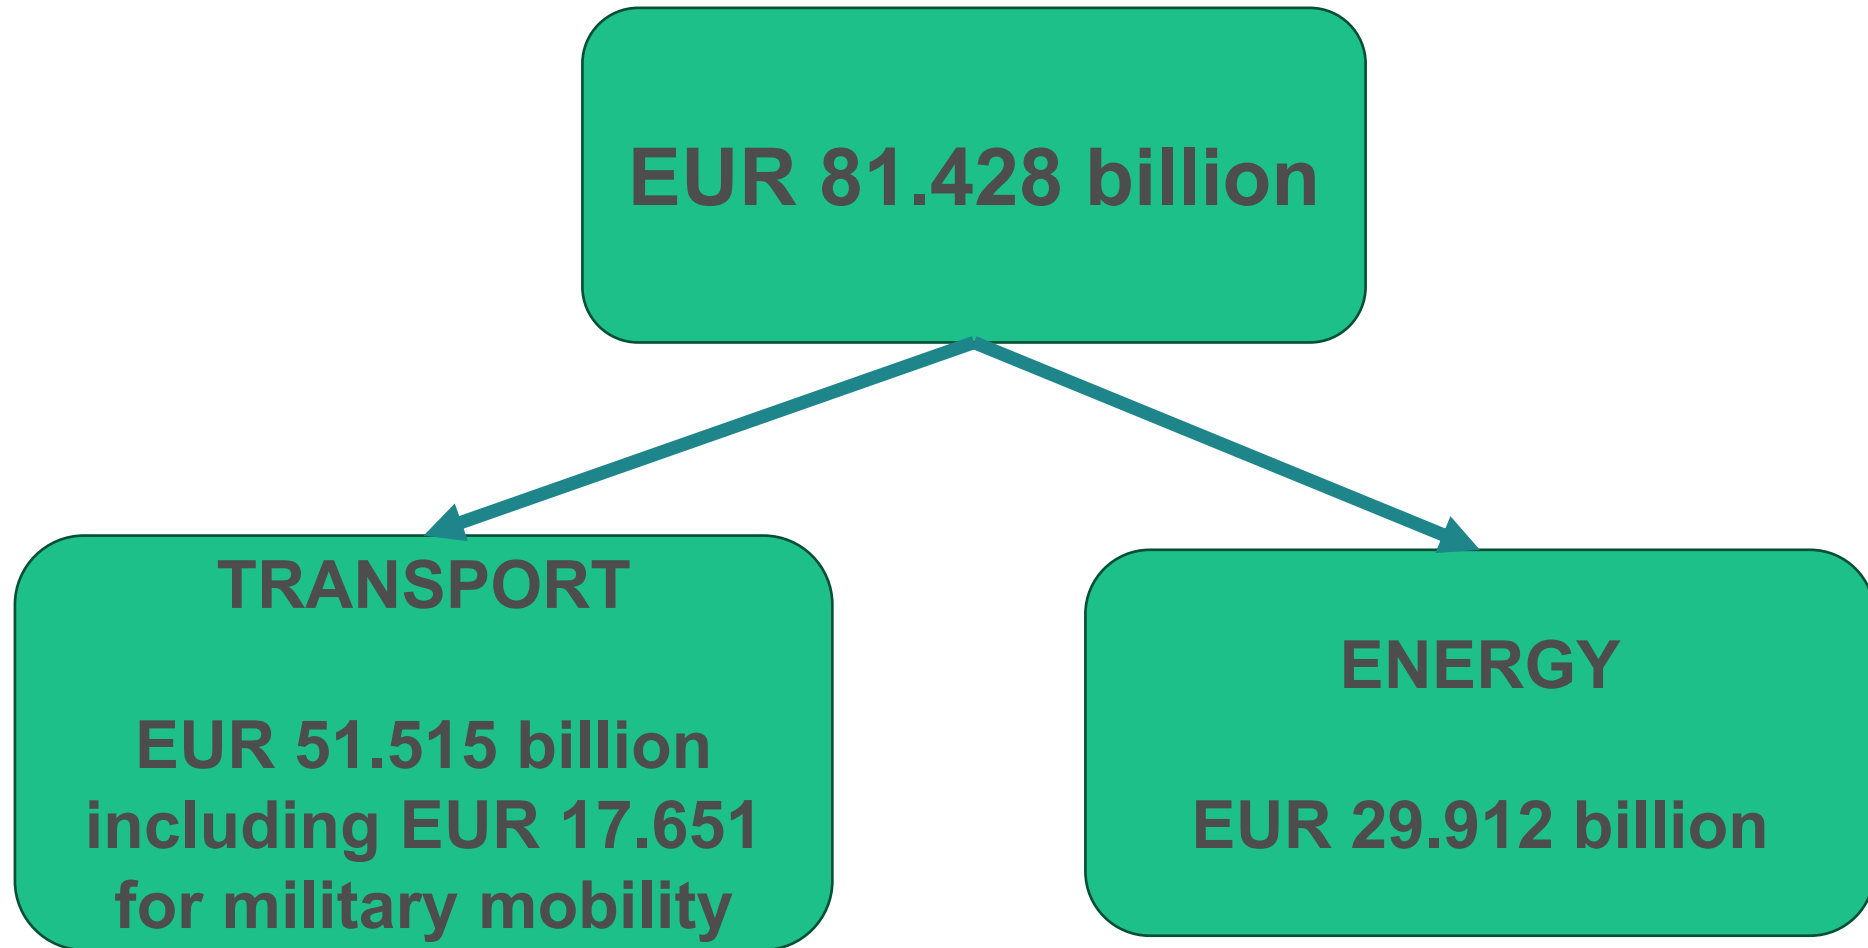 EUR 81.428 billion
TRANSPORT
EUR 51.515 billion
including EUR 17.651
for military mobility
ENERGY
EUR 29.912 billion